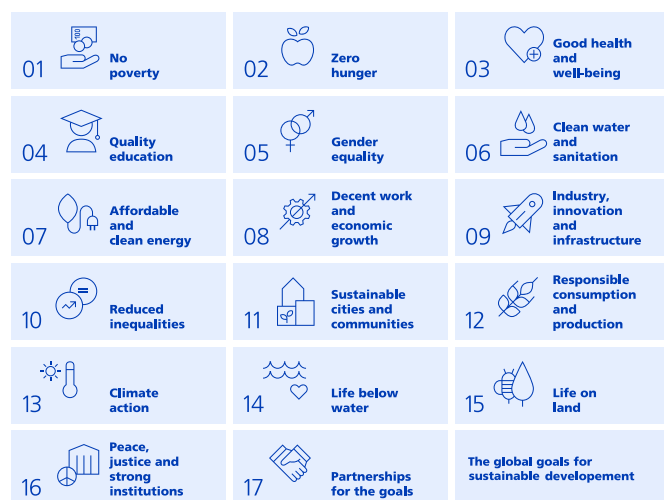 01
No
poverty
02
Zero
hunger
03
Good health
and
well-being
04
Quality
education
05
Gender
equality
06
Clean water
and
sanitation
07
Affordable
and
clean energy
08
Decent work
and
economic
growth
09
Industry,
innovation
and
infrastructure
10
Reduced
inequalities
11
Sustainable
cities and
communities
12
Responsible
consumption
and
production
13
Climate
action
14
Life below
water
15
Life on
land
16
Peace,
justice and
strong
institutions
17
Partnerships
for the goals
The global goals for
sustainable developement